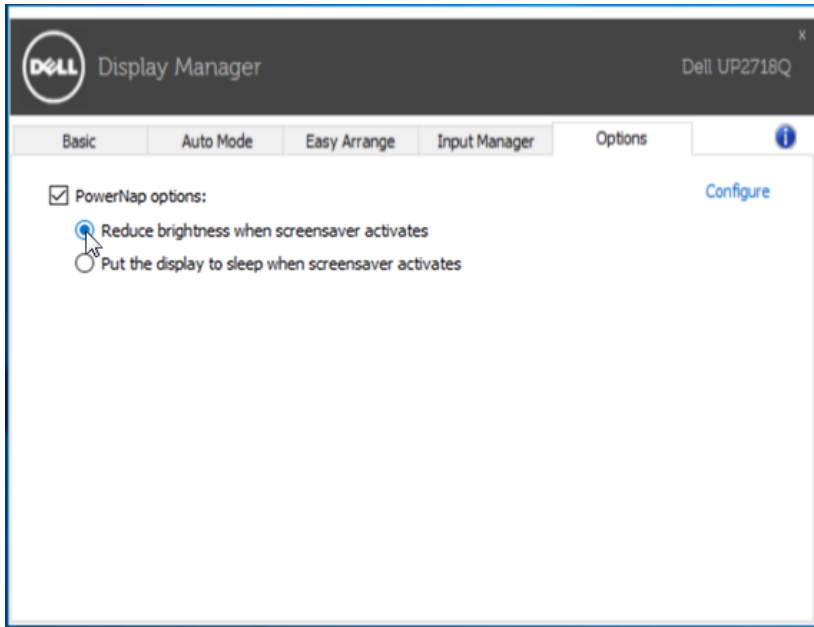 x
DELL Display Manager Dell UP2718Q
Basic Auto Mode Easy Arrange Input Manager Options i
PowerNap options: Configure
Reduce brightness when screensaver activates
Put the display to sleep when screensaver activates